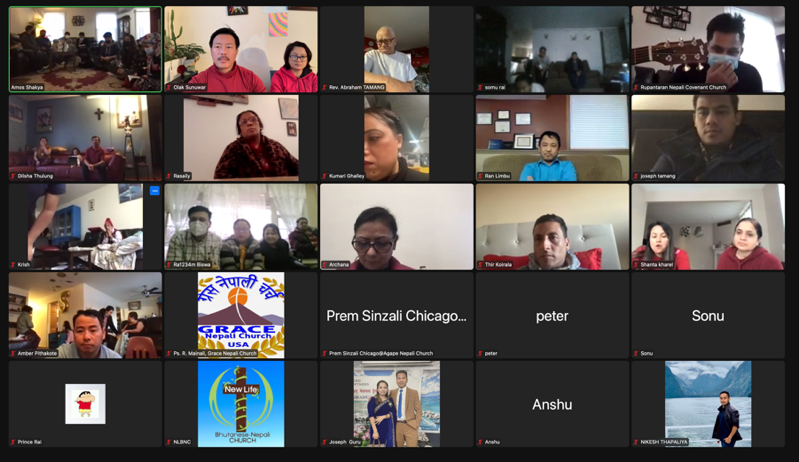 Amos Shakya
Olak Sunuwar
Rev. Abraham TAMANG
somu rai
Rupantaran Nepali Covenant Church
Dilsha Thulung
Rasaily
Kumari Ghalley
Ran Limbu
joseph tamang
Krish
Ra1234m Biswa
Archana
Thir Koirala
Shanta kharel
Amber Pithakote
ग्रेस नेपाली चर्च
GRACE
Nepali Church
USA
Ps. R. Mainali, Grace Nepali Church
Prem Sinzali Chicago...
Prem Sinzali Chicago@Agape Nepali Church
peter
peter
Sonu
Sonu
Prince Rai
New Life
Bhutanese Nepali
CHURCH
NLBNC
Joseph Guru
Anshu
Anshu
NIKESH THAPALIYA